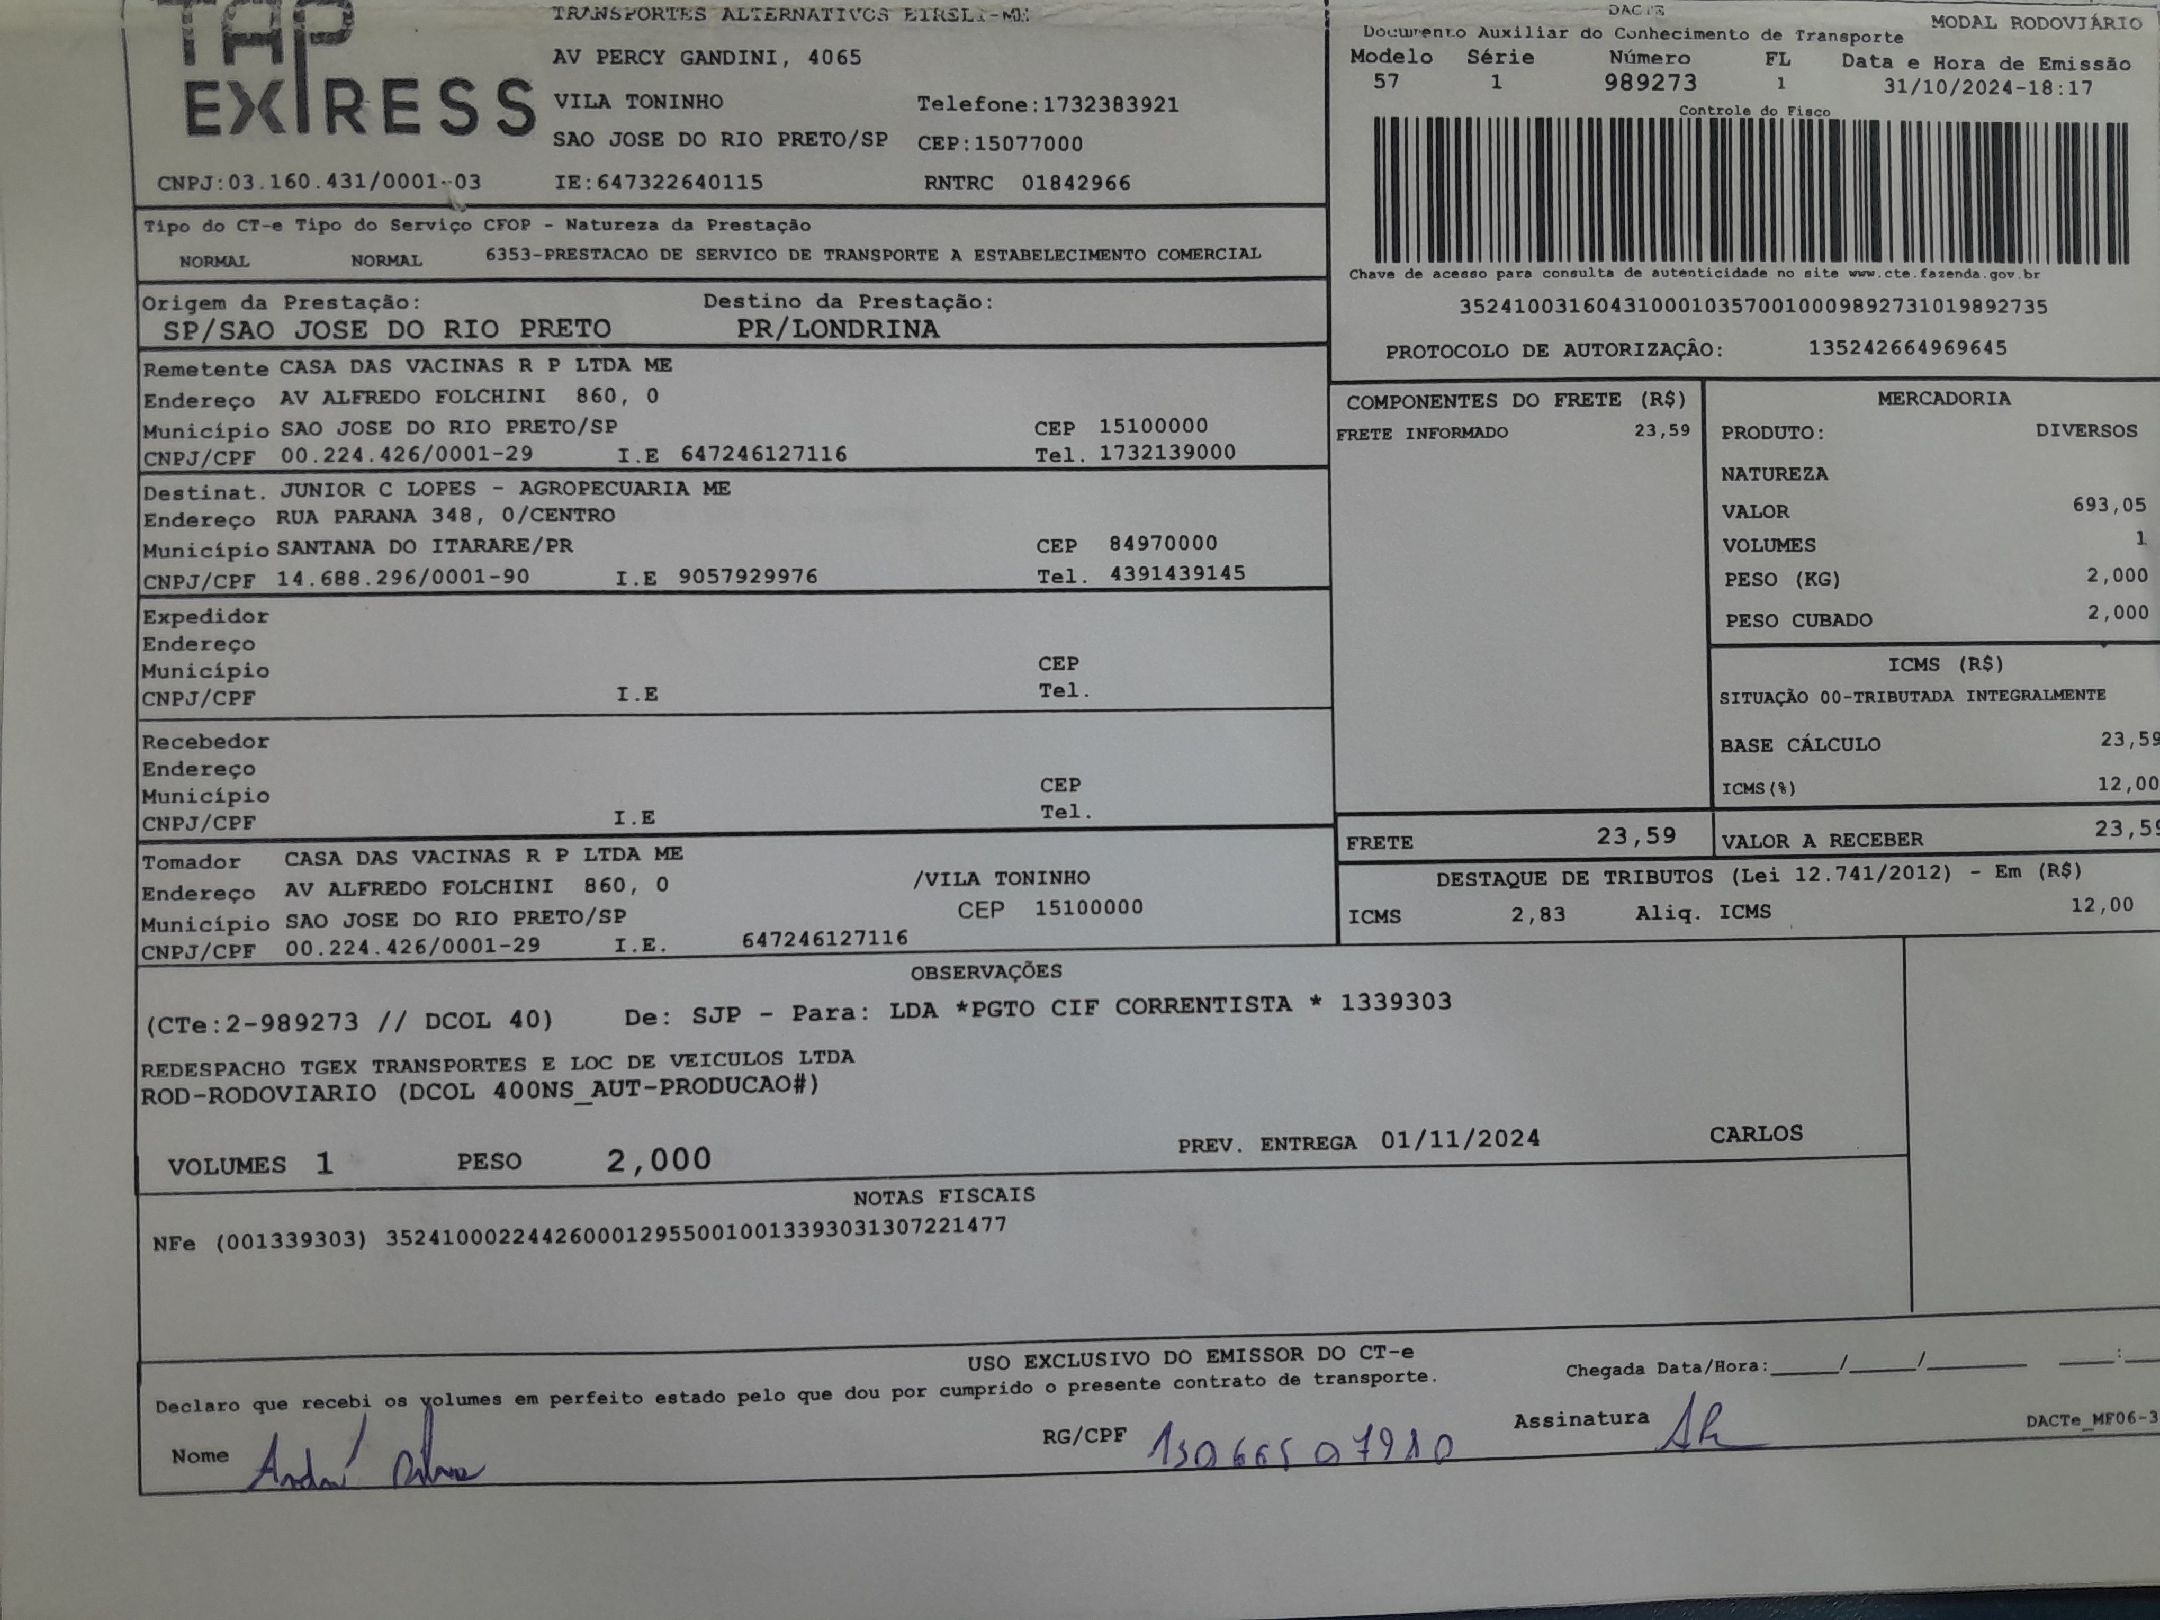 TAP
EXPRESS
TRANSPORTES ALTERNATIVOS EIRELI-ME
AV PERCY GANDINI, 4065
VILA TONINHO Telefone:1732383921
SAO JOSE DO RIO PRETO/SP CEP:15077000
CNPJ:03.160.431/0001-03 IE:647322640115 RNTRC 01842966
DACTE
MODAL RODOVIÁRIO
Documento Auxiliar do Conhecimento de Transporte
Modelo Série Número FL Data e Hora de Emissão
57 1 989273 1 31/10/2024-18:17
Controle do Fisco
Chave de acesso para consulta de autenticidade no site www.cte.fazenda.gov.br
35241003160431000103570010009892731019892735
PROTOCOLO DE AUTORIZAÇÂO: 135242664969645
Tipo do CT-e Tipo do Serviço CFOP - Natureza da Prestação
NORMAL NORMAL 6353-PRESTACAO DE SERVICO DE TRANSPORTE A ESTABELECIMENTO COMERCIAL
Origem da Prestação: Destino da Prestação:
SP/SAO JOSE DO RIO PRETO PR/LONDRINA
Remetente CASA DAS VACINAS R P LTDA ME
Endereço AV ALFREDO FOLCHINI 860, 0
Município SAO JOSE DO RIO PRETO/SP CEP 15100000
CNPJ/CPF 00.224.426/0001-29 I.E 647246127116 Tel. 1732139000
Destinat. JUNIOR C LOPES - AGROPECUARIA ME
Endereço RUA PARANA 348, 0/CENTRO
Município SANTANA DO ITARARE/PR CEP 84970000
CNPJ/CPF 14.688.296/0001-90 I.E 9057929976 Tel. 4391439145
Expedidor
Endereço
Município CEP
CNPJ/CPF I.E Tel.
Recebedor
Endereço
Município CEP
CNPJ/CPF I.E Tel.
Tomador CASA DAS VACINAS R P LTDA ME
Endereço AV ALFREDO FOLCHINI 860, 0 /VILA TONINHO
Município SAO JOSE DO RIO PRETO/SP CEP 15100000
CNPJ/CPF 00.224.426/0001-29 I.E. 647246127116
COMPONENTES DO FRETE (R$)
FRETE INFORMADO 23,59
MERCADORIA
PRODUTO: DIVERSOS
NATUREZA
VALOR 693,05
VOLUMES 1
PESO (KG) 2,000
PESO CUBADO 2,000
ICMS (R$)
SITUAÇÃO 00-TRIBUTADA INTEGRALMENTE
BASE CÁLCULO 23,59
ICMS(%) 12,00
FRETE 23,59 VALOR A RECEBER 23,59
DESTAQUE DE TRIBUTOS (Lei 12.741/2012) - Em (R$)
ICMS 2,83 Aliq. ICMS 12,00
OBSERVAÇÕES
(CTe:2-989273 // DCOL 40) De: SJP - Para: LDA *PGTO CIF CORRENTISTA * 1339303
REDESPACHO TGEX TRANSPORTES E LOC DE VEICULOS LTDA
ROD-RODOVIARIO (DCOL 400NS_AUT-PRODUCAO#)
VOLUMES 1 PESO 2,000 PREV. ENTREGA 01/11/2024 CARLOS
NOTAS FISCAIS
NFe (001339303) 35241000224426000129550010013393031307221477
USO EXCLUSIVO DO EMISSOR DO CT-e
Chegada Data/Hora:_____/_____/_______ ____:___
Declaro que recebi os volumes em perfeito estado pelo que dou por cumprido o presente contrato de transporte.
Nome André RG/CPF 13066507980 Assinatura DACTe_MF06-3